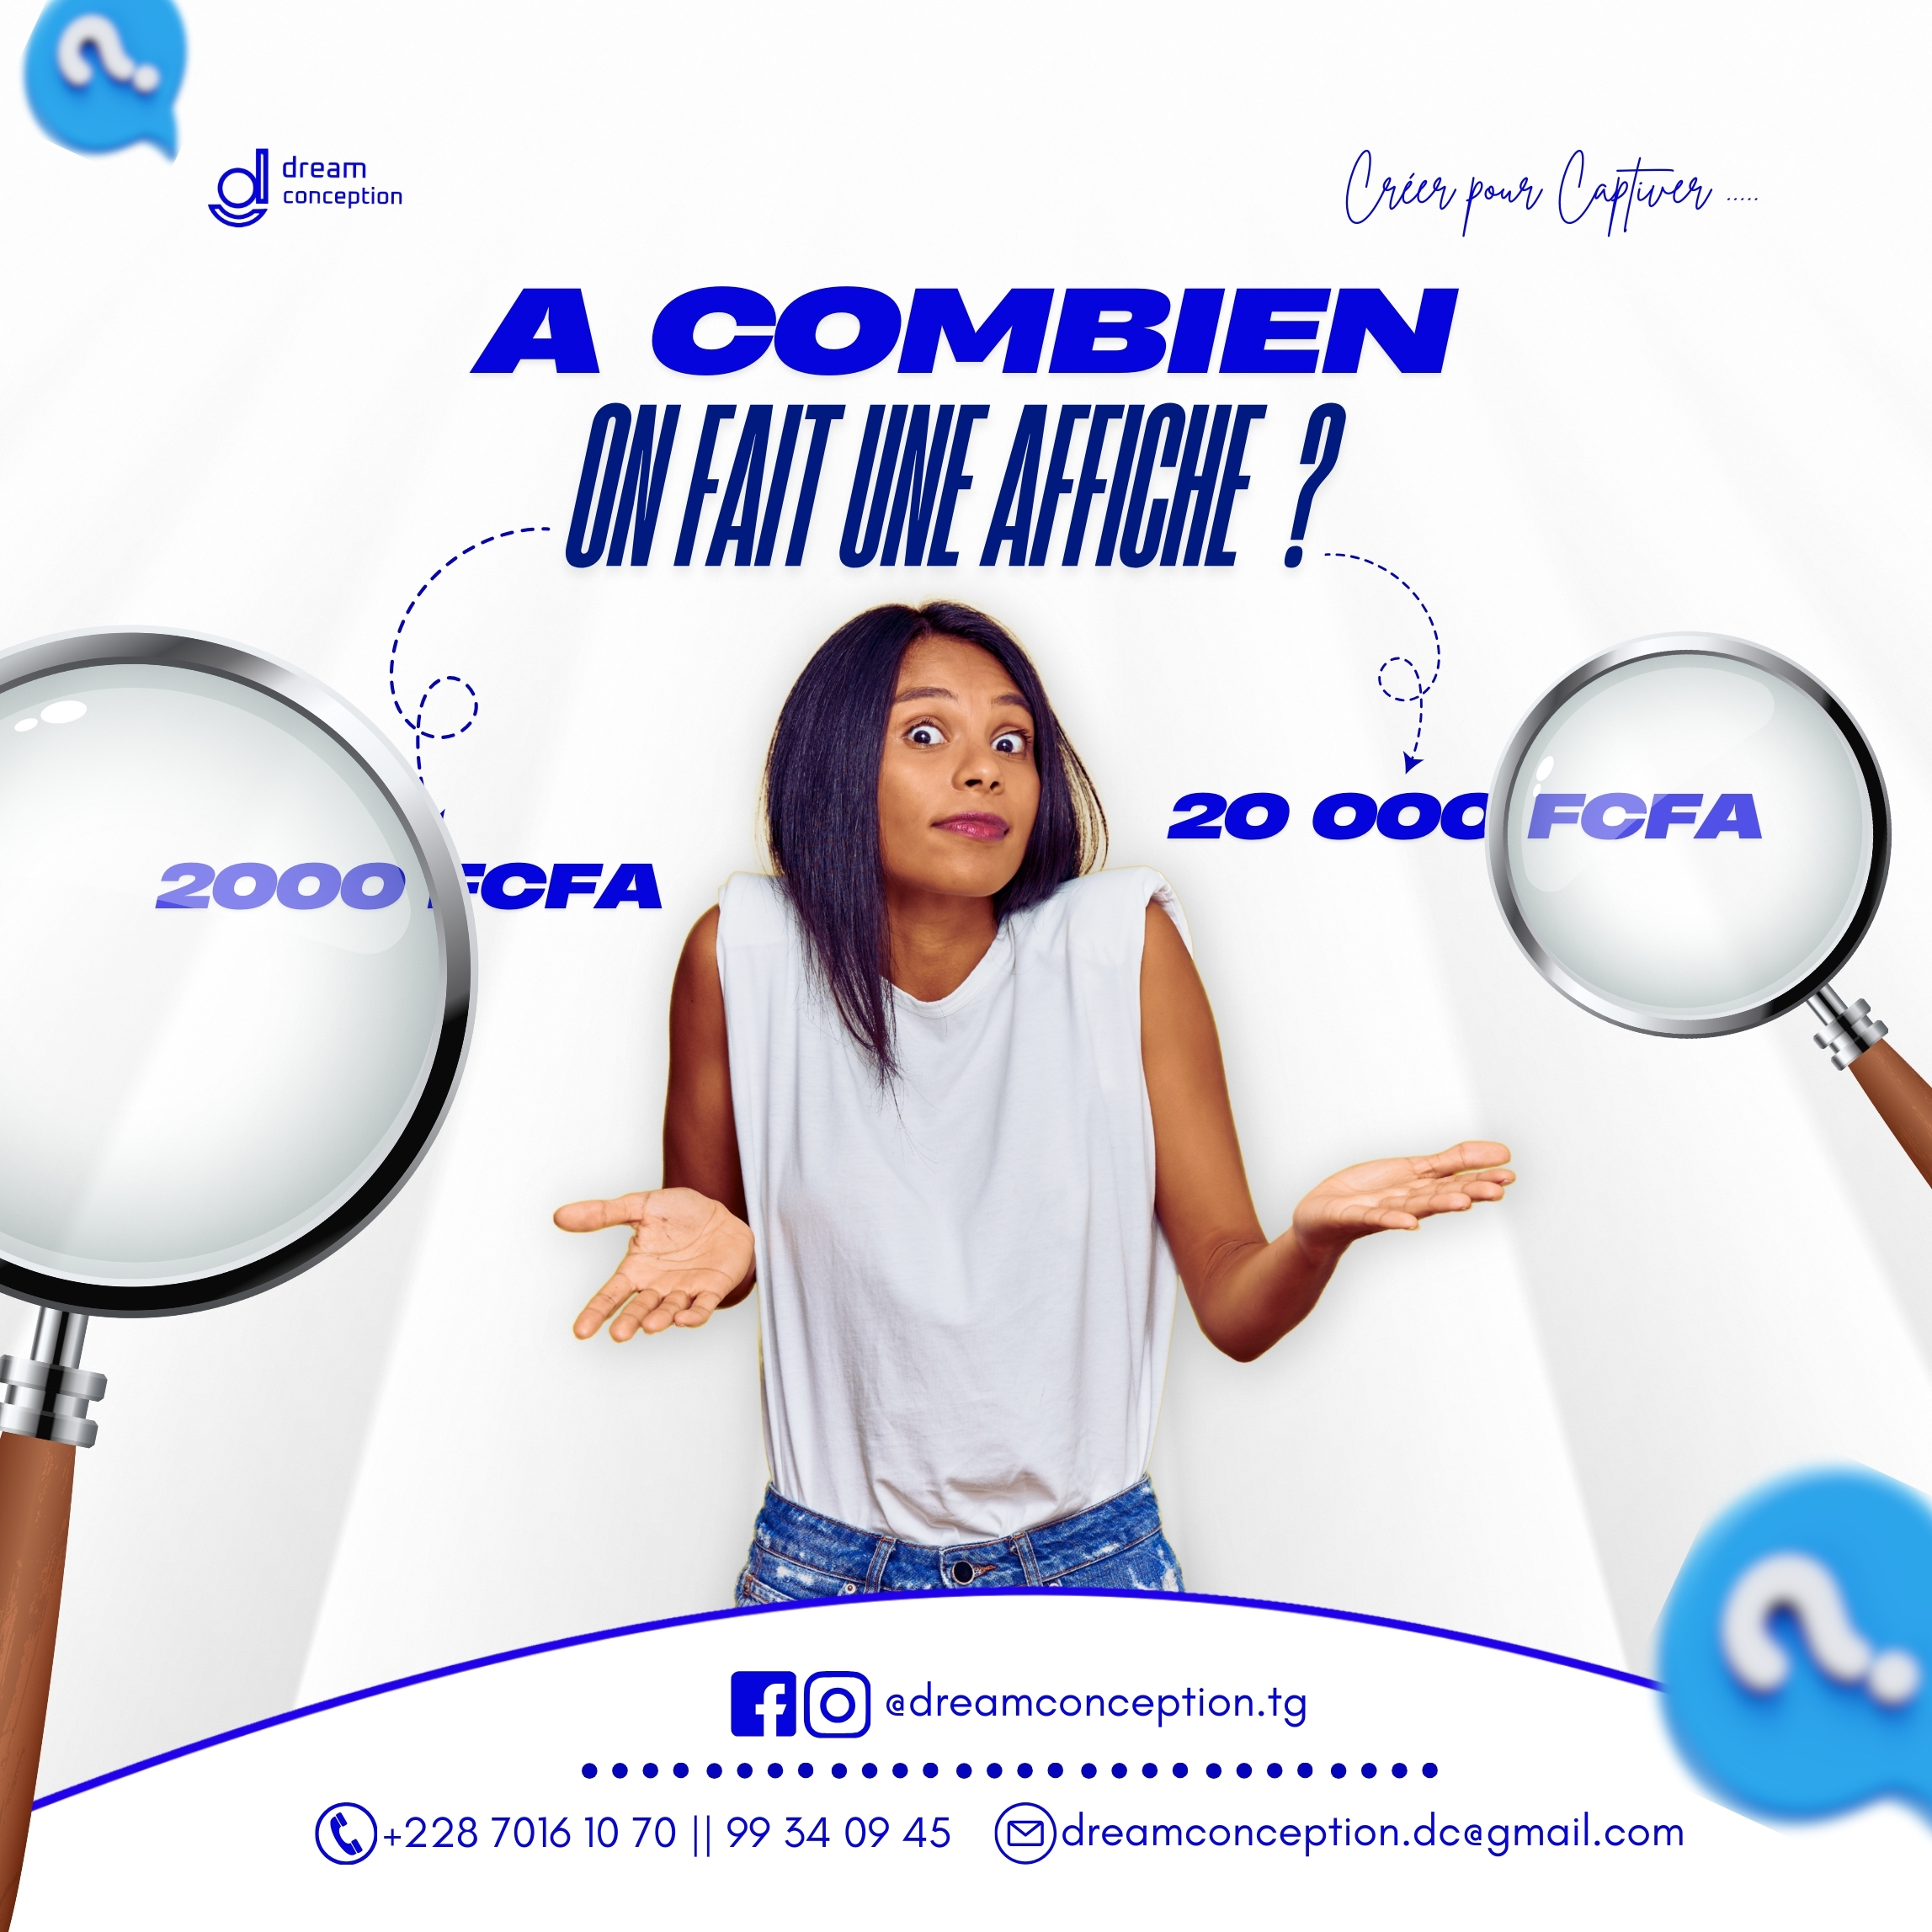 dream
conception
Créer pour Captiver .....
A COMBIEN
ON FAIT UNE AFFICHE ?
20 000 FCFA
2000 FCFA
@dreamconception.tg
+228 7016 10 70 || 99 34 09 45
dreamconception.dc@gmail.com